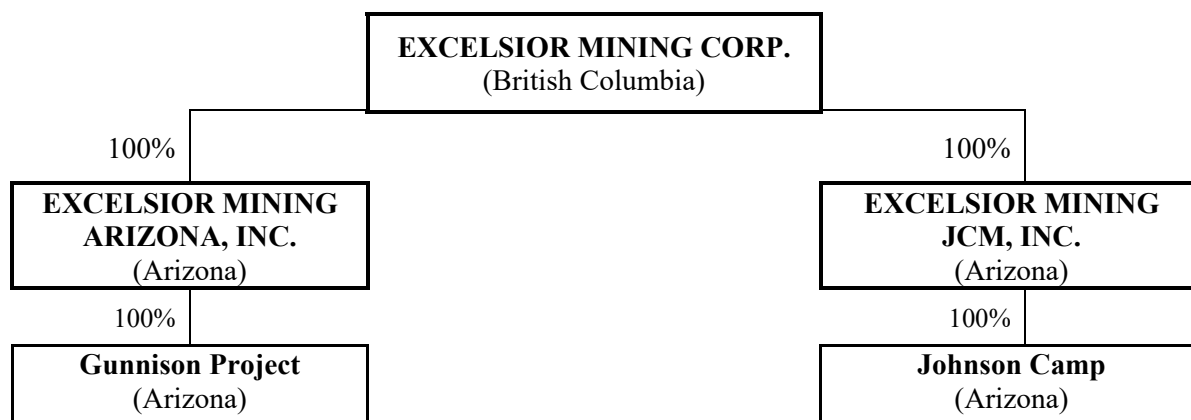 EXCELSIOR MINING CORP.
(British Columbia)
100%
100%
EXCELSIOR MINING
ARIZONA, INC.
(Arizona)
EXCELSIOR MINING
JCM, INC.
(Arizona)
100%
100%
Gunnison Project
(Arizona)
Johnson Camp
(Arizona)